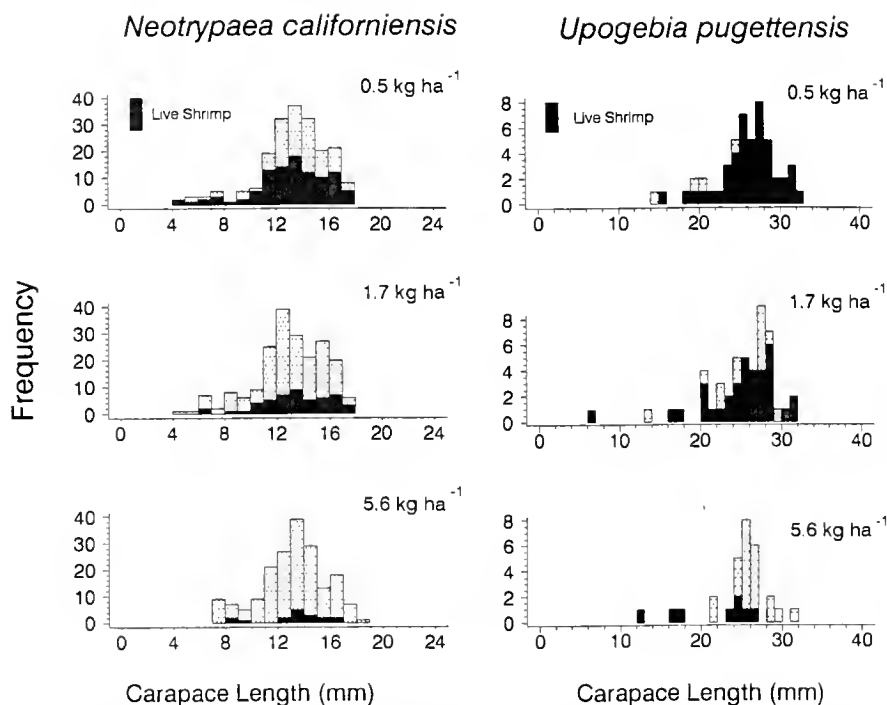 Neotrypaea californiensis
Upogebia pugettensis
0.5 kg ha -1
40
30
20
10
0
Live Shrimp
0 4 8 12 16 20 24
0.5 kg ha -1
8
6
4
2
0
Live Shrimp
0 10 20 30 40
Frequency
1.7 kg ha -1
40
30
20
10
0
0 4 8 12 16 20 24
1.7 kg ha -1
8
6
4
2
0
0 10 20 30 40
5.6 kg ha -1
40
30
20
10
0
0 4 8 12 16 20 24
5.6 kg ha -1
8
6
4
2
0
0 10 20 30 40
Carapace Length (mm)
Carapace Length (mm)